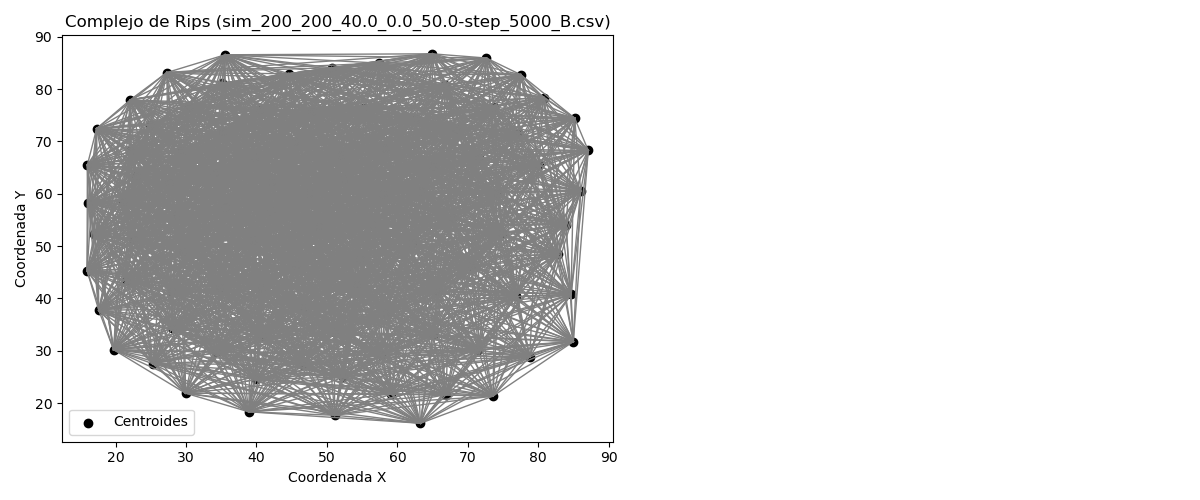 Complejo de Rips (sim_200_200_40.0_0.0_50.0-step_5000_B.csv)
90
80
70
60
50
40
30
20
Coordenada Y
Centroides
20 30 40 50 60 70 80 90
Coordenada X